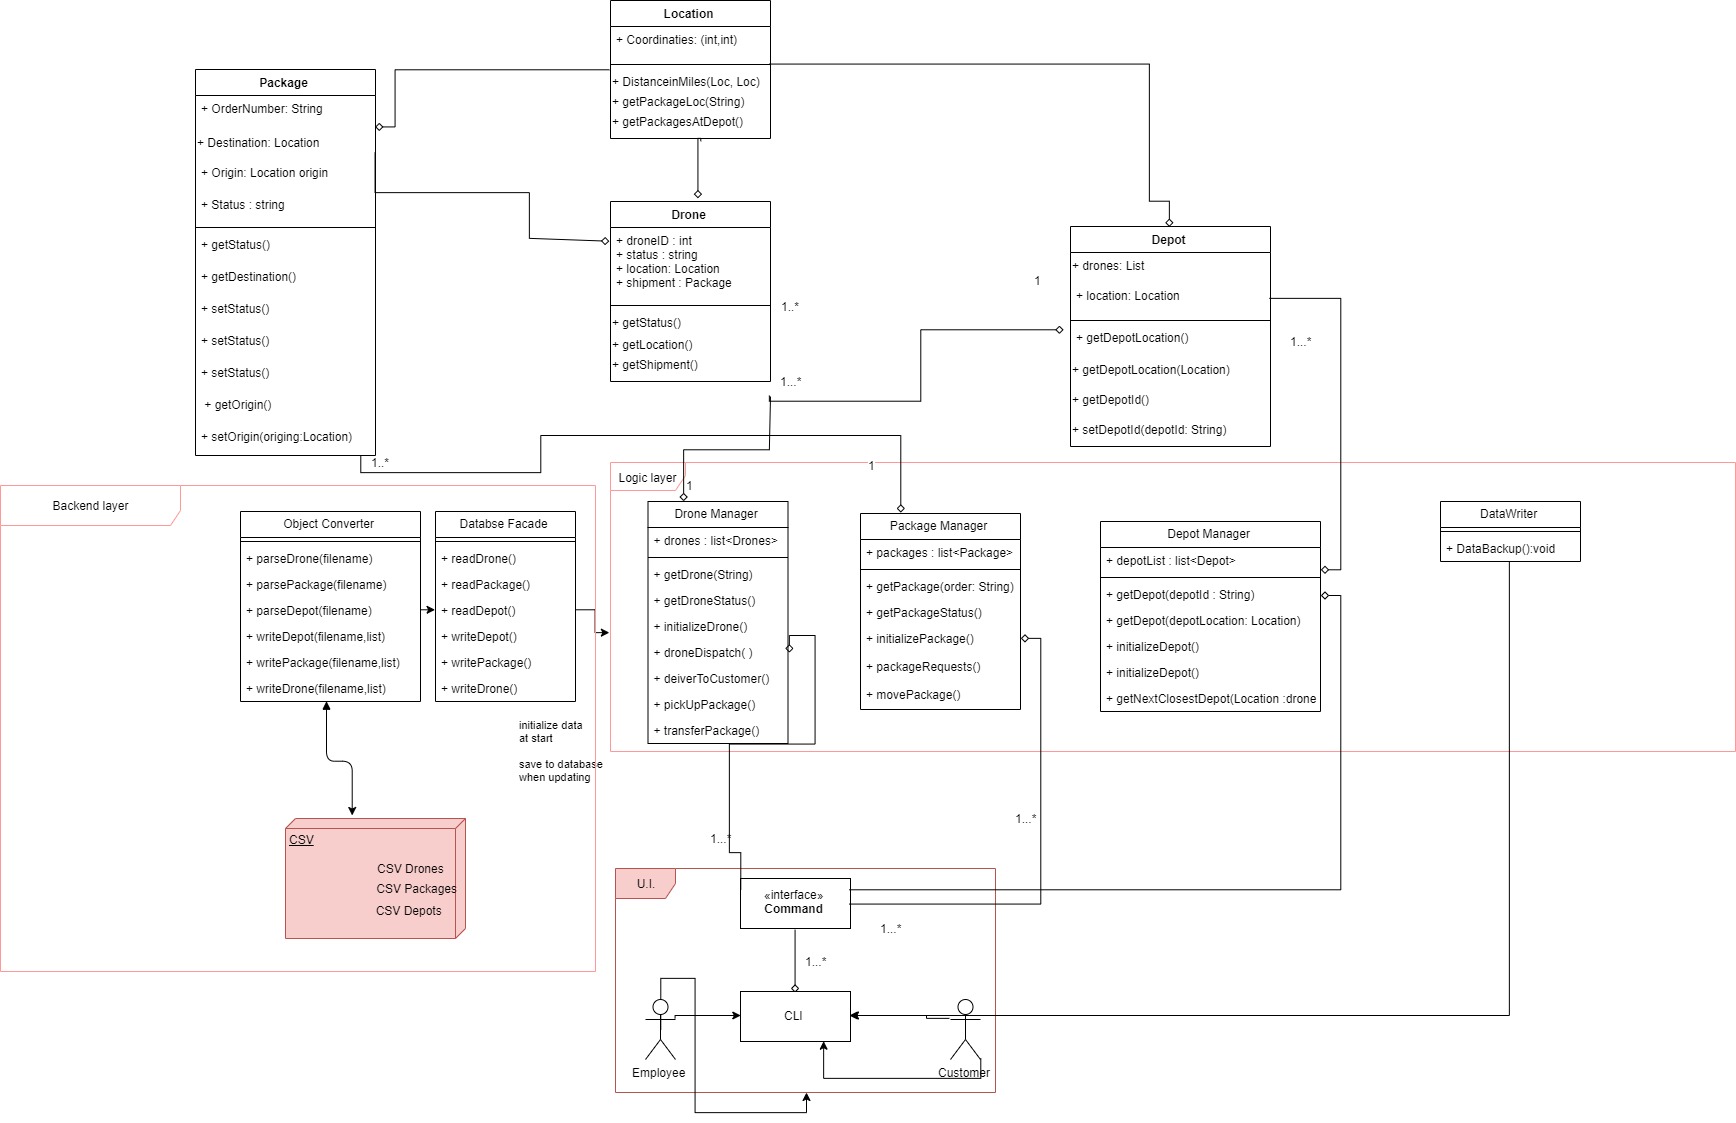 Location
+ Coordinaties: (int,int)
+ DistanceinMiles(Loc, Loc)
+ getPackageLoc(String)
+ getPackagesAtDepot()
Package
+ OrderNumber: String
+ Destination: Location
+ Origin: Location origin
+ Status : string
+ getStatus()
+ getDestination()
+ setStatus()
+ setStatus()
+ setStatus()
+ getOrigin()
+ setOrigin(origing:Location)
1..*
Drone
+ droneID : int
+ status : string
+ location: Location
+ shipment : Package
+ getStatus()
+ getLocation()
+ getShipment()
1..*
1...*
Depot
+ drones: List
+ location: Location
+ getDepotLocation()
+ getDepotLocation(Location)
+ getDepotId()
+ setDepotId(depotId: String)
1
1...*
Backend layer
Object Converter
+ parseDrone(filename)
+ parsePackage(filename)
+ parseDepot(filename)
+ writeDepot(filename,list)
+ writePackage(filename,list)
+ writeDrone(filename,list)
Databse Facade
+ readDrone()
+ readPackage()
+ readDepot()
+ writeDepot()
+ writePackage()
+ writeDrone()
initialize data
at start
save to database
when updating
CSV
CSV Drones
CSV Packages
CSV Depots
Logic layer
1
1
Drone Manager
+ drones : list<Drones>
+ getDrone(String)
+ getDroneStatus()
+ initializeDrone()
+ droneDispatch( )
+ deiverToCustomer()
+ pickUpPackage()
+ transferPackage()
Package Manager
+ packages : list<Package>
+ getPackage(order: String)
+ getPackageStatus()
+ initializePackage()
+ packageRequests()
+ movePackage()
Depot Manager
+ depotList : list<Depot>
+ getDepot(depotId : String)
+ getDepot(depotLocation: Location)
+ initializeDepot()
+ initializeDepot()
+ getNextClosestDepot(Location :drone
DataWriter
+ DataBackup():void
1...*
1...*
U.I.
«interface»
Command
1...*
1...*
CLI
Employee
Customer